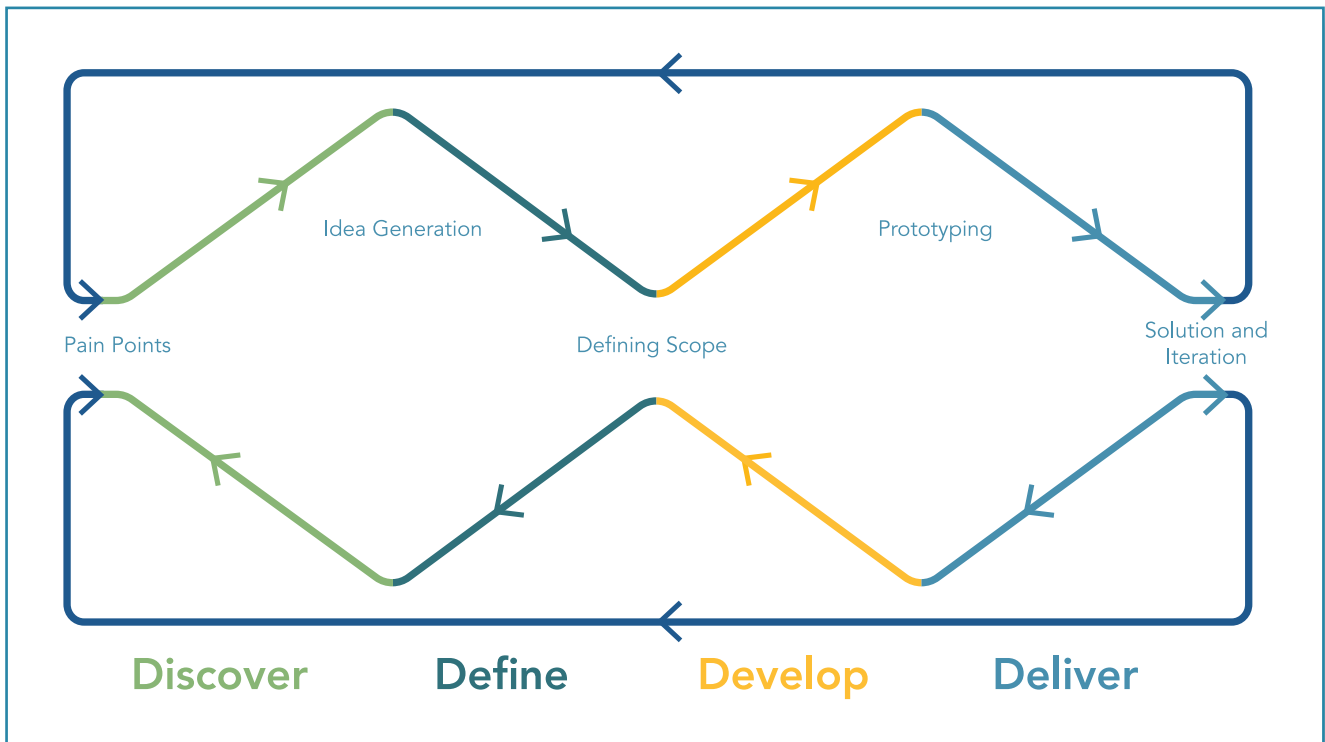 Idea Generation
Prototyping
Pain Points
Defining Scope
Solution and
Iteration
Discover
Define
Develop
Deliver